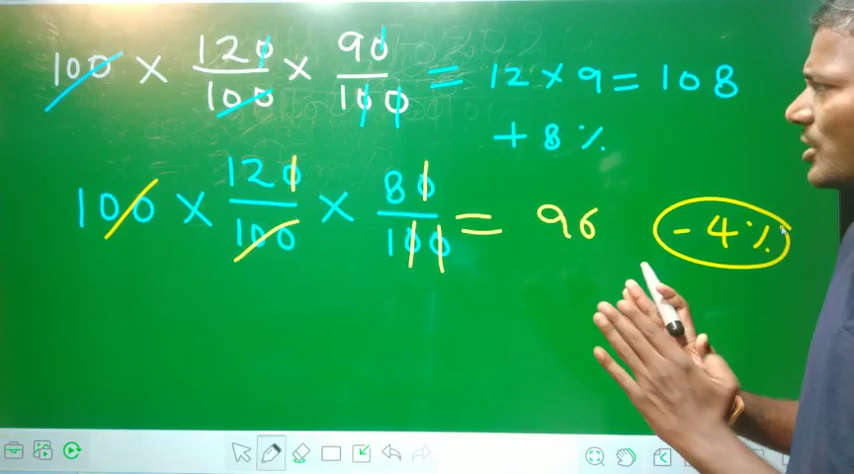 100 × 120/100 × 90/100 = 12 × 9 = 108
+ 8 %
100 × 120/100 × 80/100 = 96 - 4 %